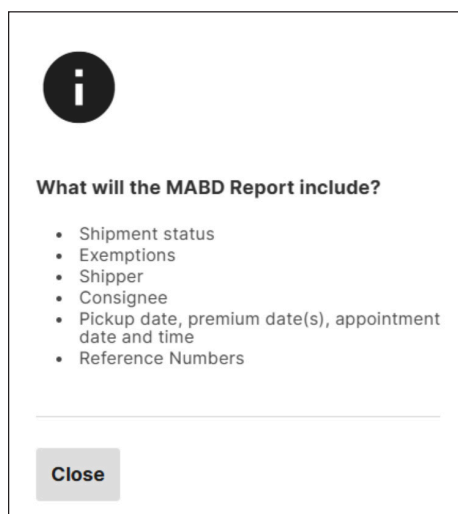 What will the MABD Report include?
• Shipment status
• Exemptions
• Shipper
• Consignee
• Pickup date, premium date(s), appointment
date and time
• Reference Numbers
Close